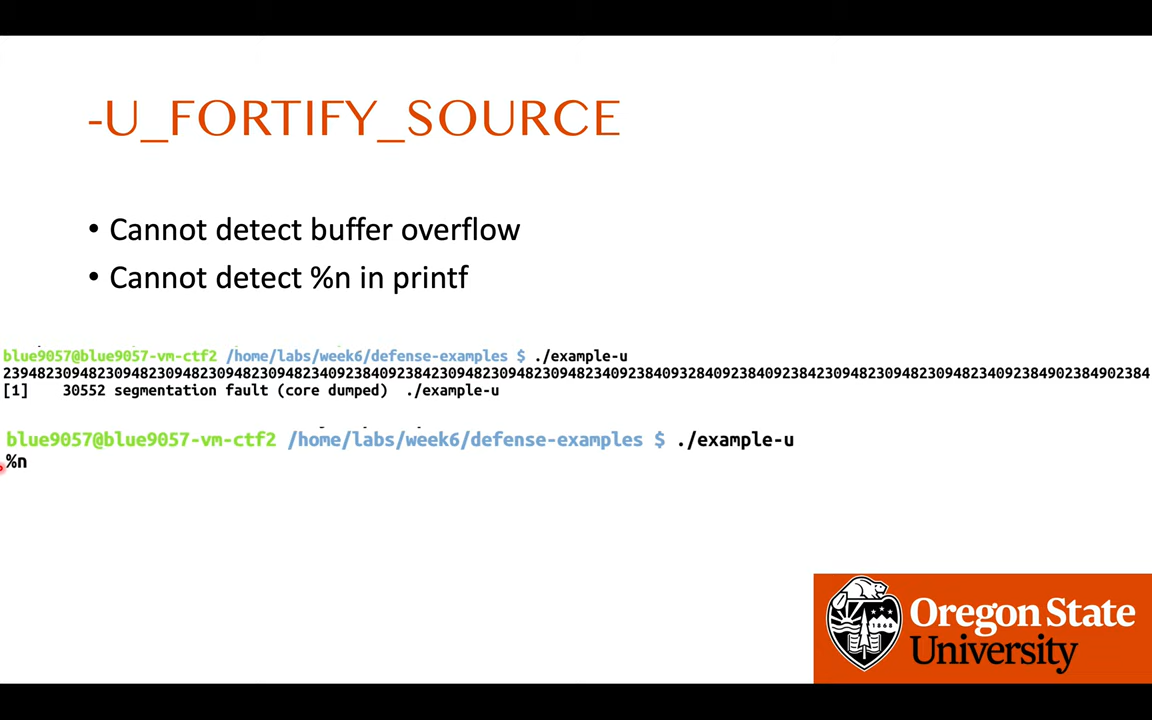 -U_FORTIFY_SOURCE
• Cannot detect buffer overflow
• Cannot detect %n in printf
blue9057@blue9057-vm-ctf2 /home/labs/week6/defense-examples $ ./example-u
23948230948230948230948230948230948234092384092384230948230948230948234092384093284092384092384230948230948230948234092384902384902384
[1]    30552 segmentation fault (core dumped)  ./example-u
blue9057@blue9057-vm-ctf2 /home/labs/week6/defense-examples $ ./example-u
%n
Oregon State
University